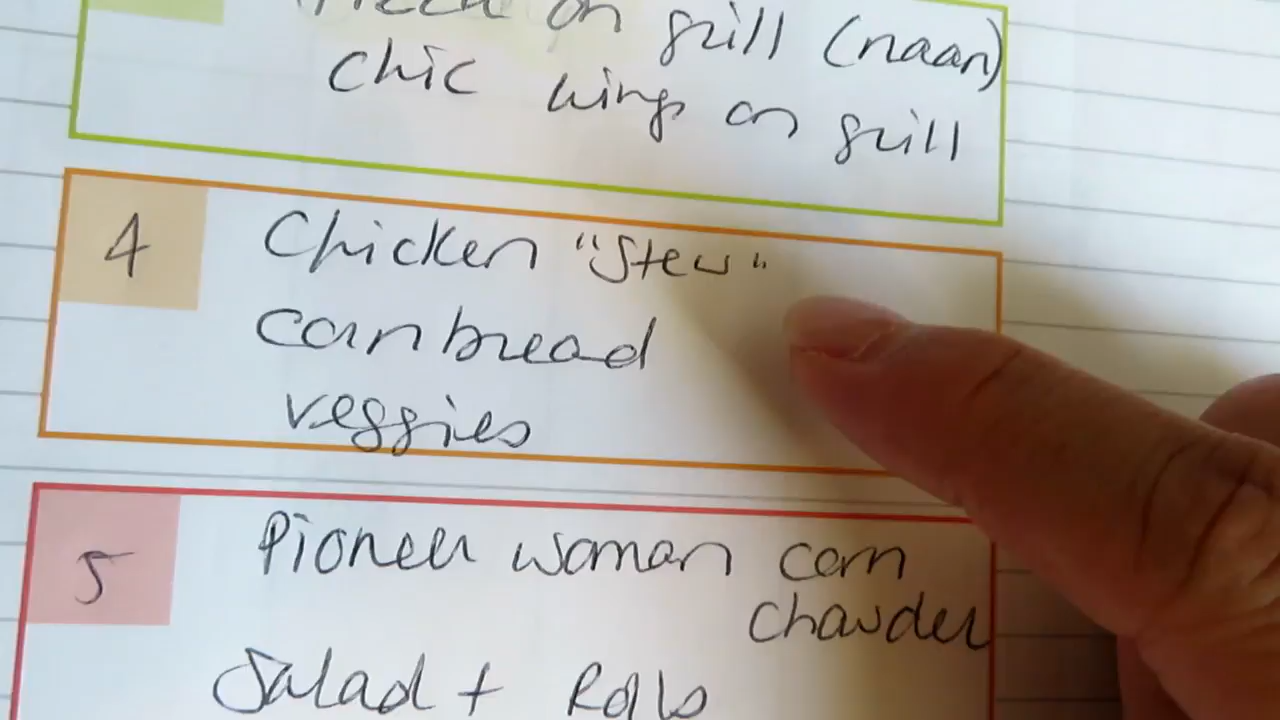 Pizza on grill (naan)
chic wings on grill
4
Chicken "Stew"
cornbread
veggies
5
Pioneer woman corn
chowder
Salad + Rolls